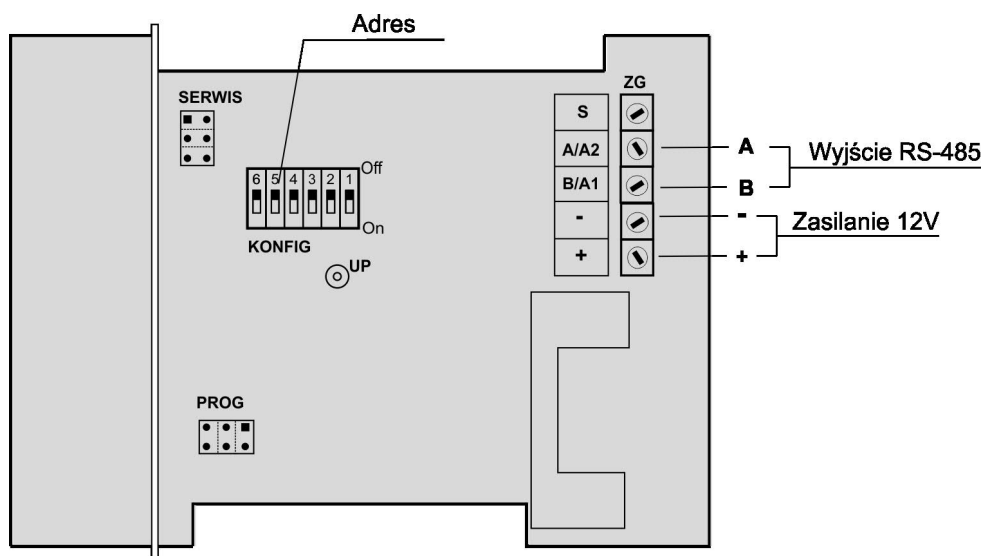 Adres
SERWIS
ZG
S
A/A2
A
Wyjście RS-485
B/A1
B
-
-
Zasilanie 12V
+
+
6 5 4 3 2 1
Off
On
KONFIG
UP
PROG